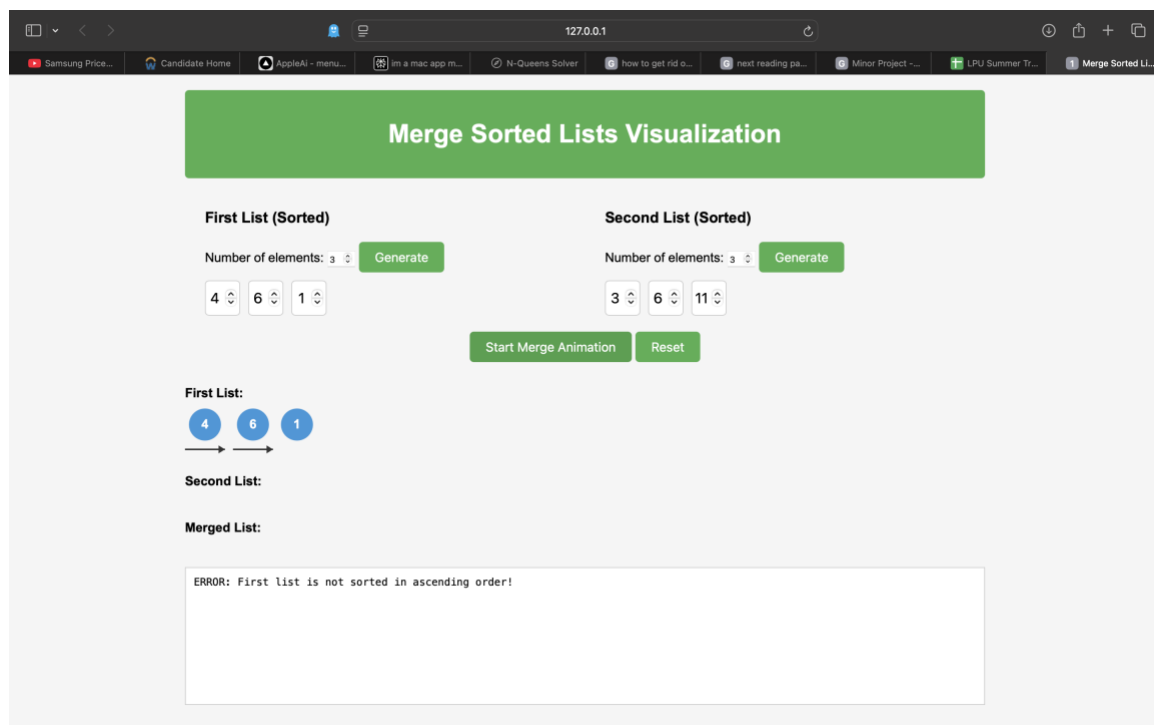 127.0.0.1
Samsung Price...
Candidate Home
AppleAi - menu...
im a mac app m...
N-Queens Solver
G how to get rid o...
G next reading pa...
G Minor Project -...
LPU Summer Tr...
1 Merge Sorted Li...
Merge Sorted Lists Visualization
First List (Sorted)
Number of elements: 3 Generate
4 6 1
Second List (Sorted)
Number of elements: 3 Generate
3 6 11
Start Merge Animation Reset
First List:
4 6 1
Second List:
Merged List:
ERROR: First list is not sorted in ascending order!